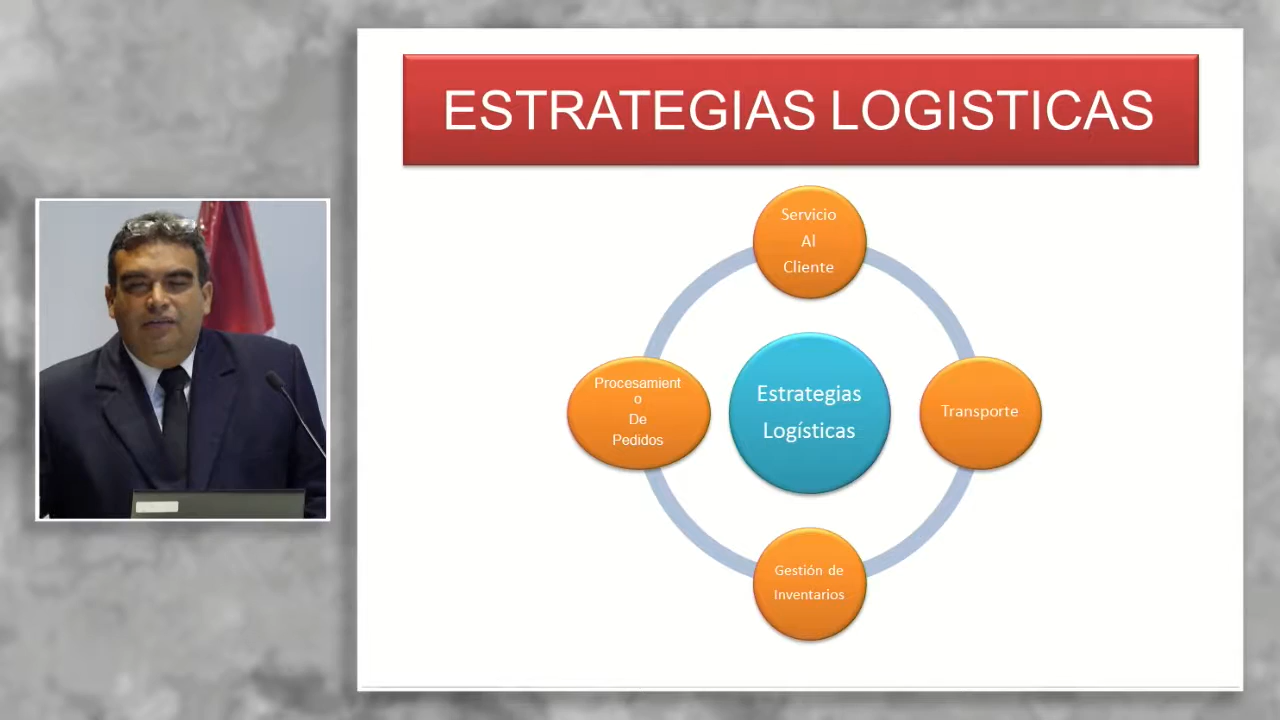 ESTRATEGIAS LOGISTICAS
Servicio
Al
Cliente
Procesamient
o
De
Pedidos
Estrategias
Logísticas
Transporte
Gestión de
Inventarios